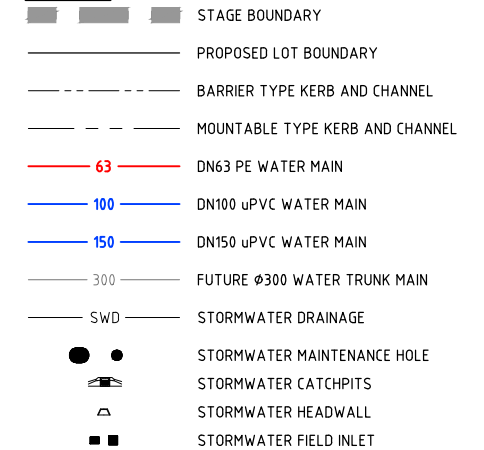 STAGE BOUNDARY
PROPOSED LOT BOUNDARY
BARRIER TYPE KERB AND CHANNEL
MOUNTABLE TYPE KERB AND CHANNEL
63 DN63 PE WATER MAIN
100 DN100 uPVC WATER MAIN
150 DN150 uPVC WATER MAIN
300 FUTURE Ø300 WATER TRUNK MAIN
SWD STORMWATER DRAINAGE
STORMWATER MAINTENANCE HOLE
STORMWATER CATCHPITS
STORMWATER HEADWALL
STORMWATER FIELD INLET